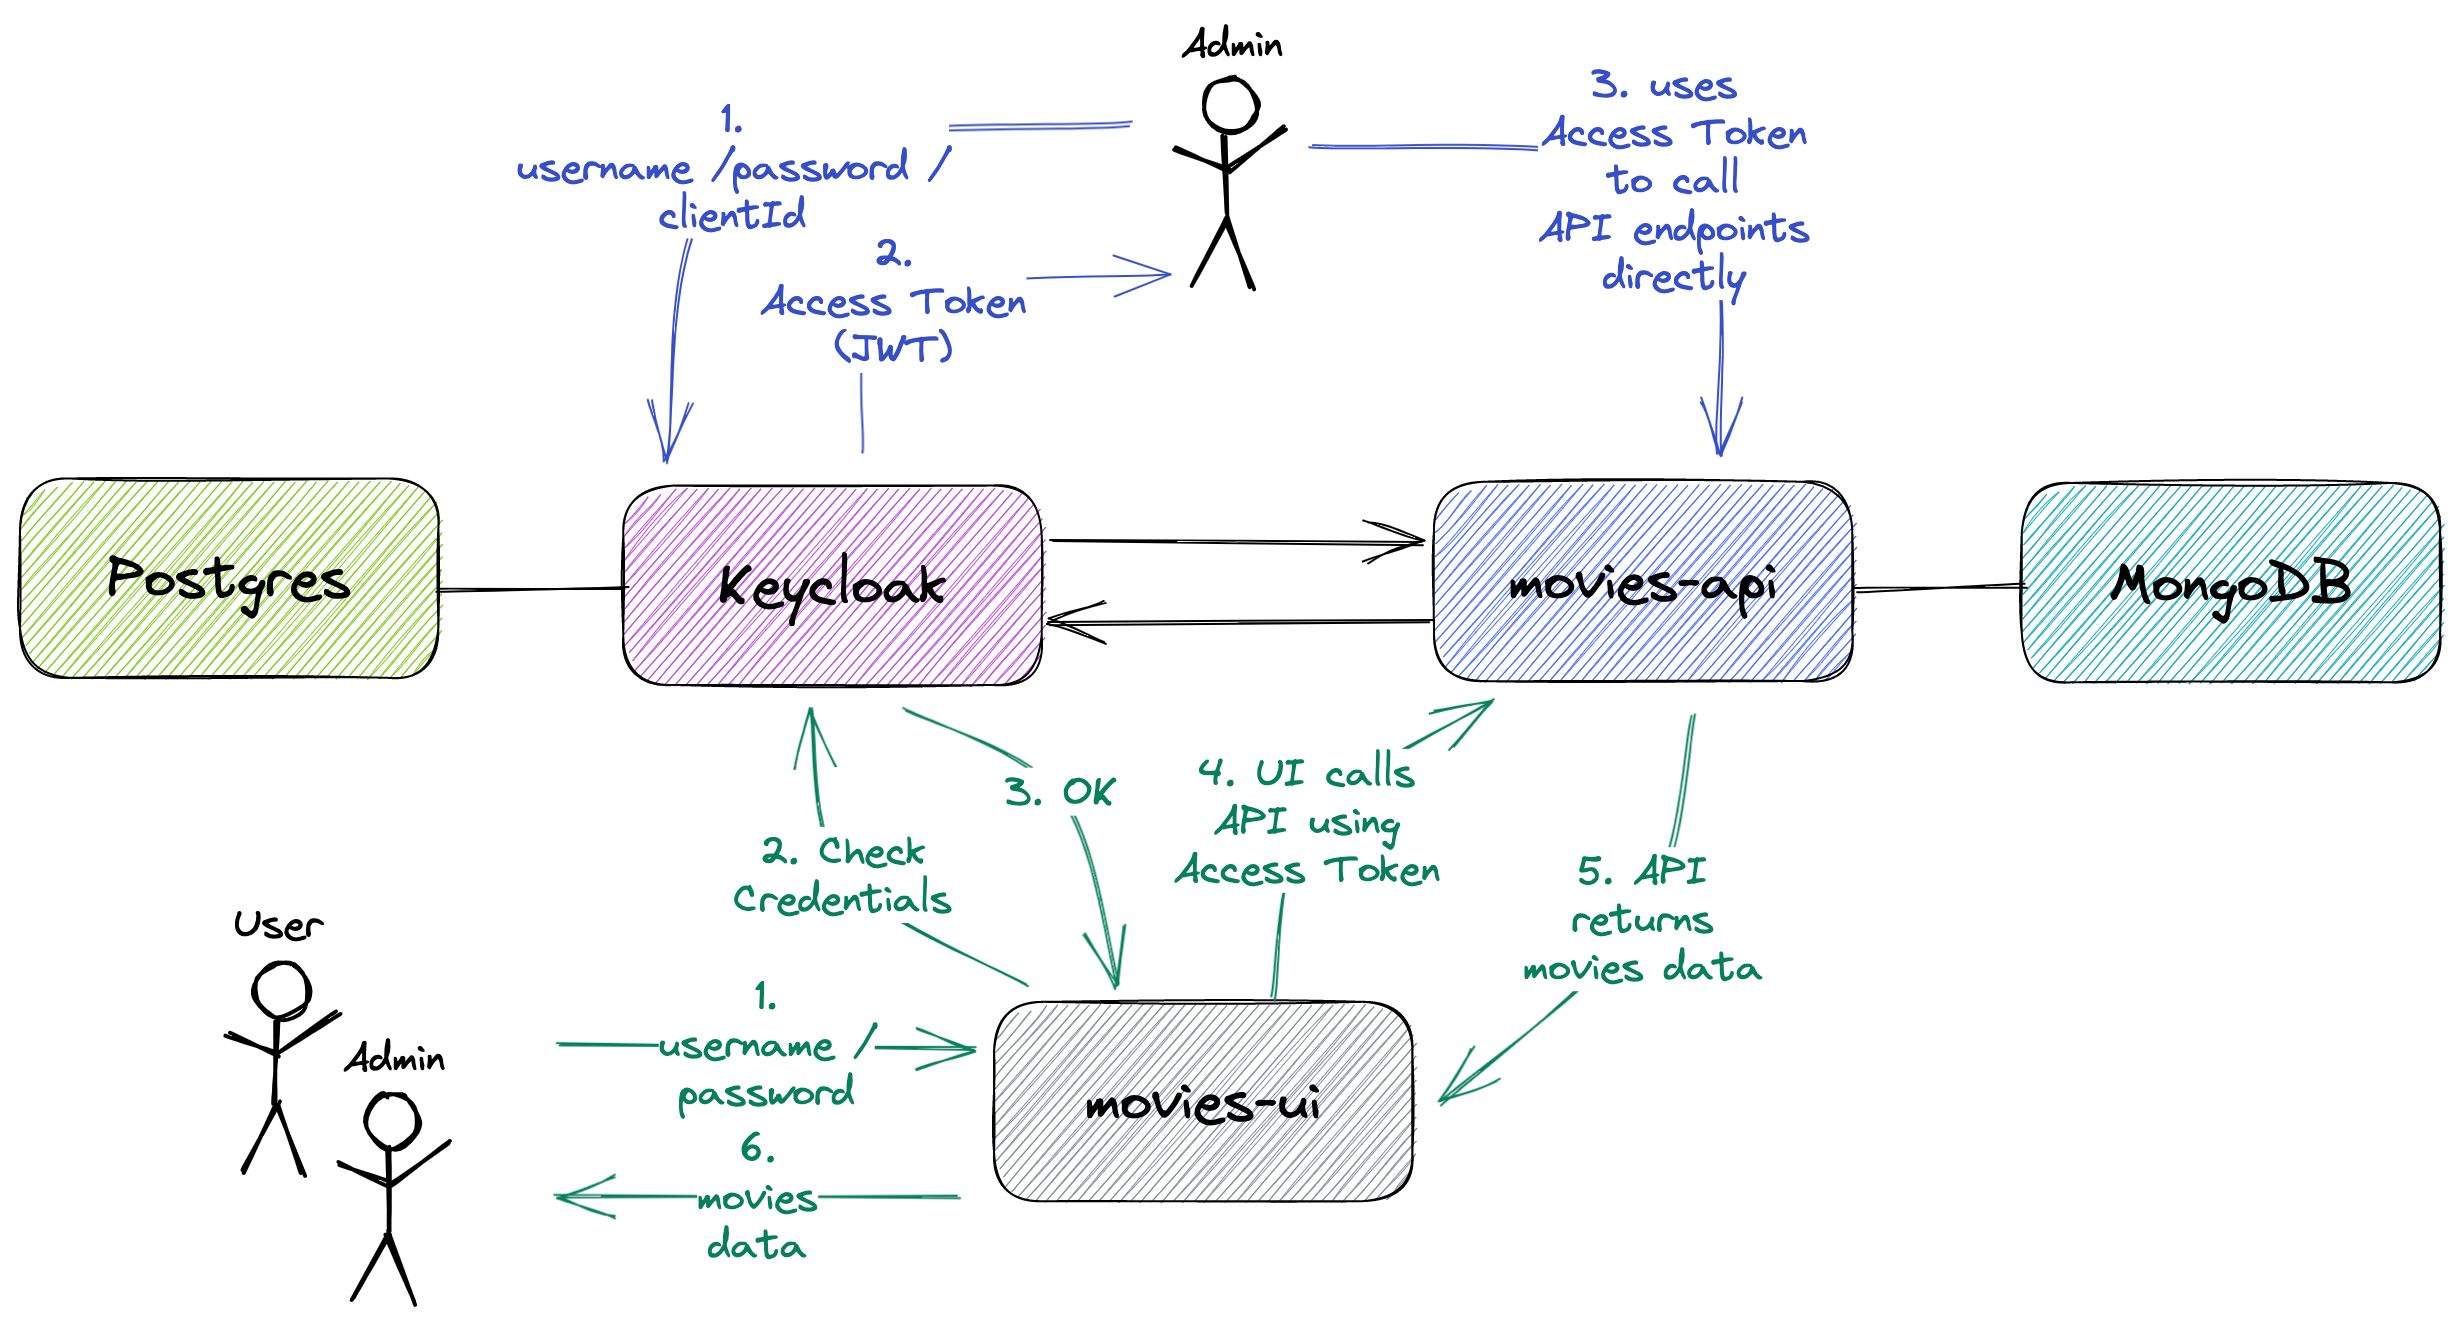 Admin
1.
username /password /
clientId
2.
Access Token
(JWT)
3. uses
Access Token
to call
API endpoints
directly
Postgres
Keycloak
movies-api
MongoDB
3. OK
2. Check
Credentials
4. UI calls
API using
Access Token
5. API
returns
movies data
User
Admin
1.
username /
password
6.
movies
data
movies-ui